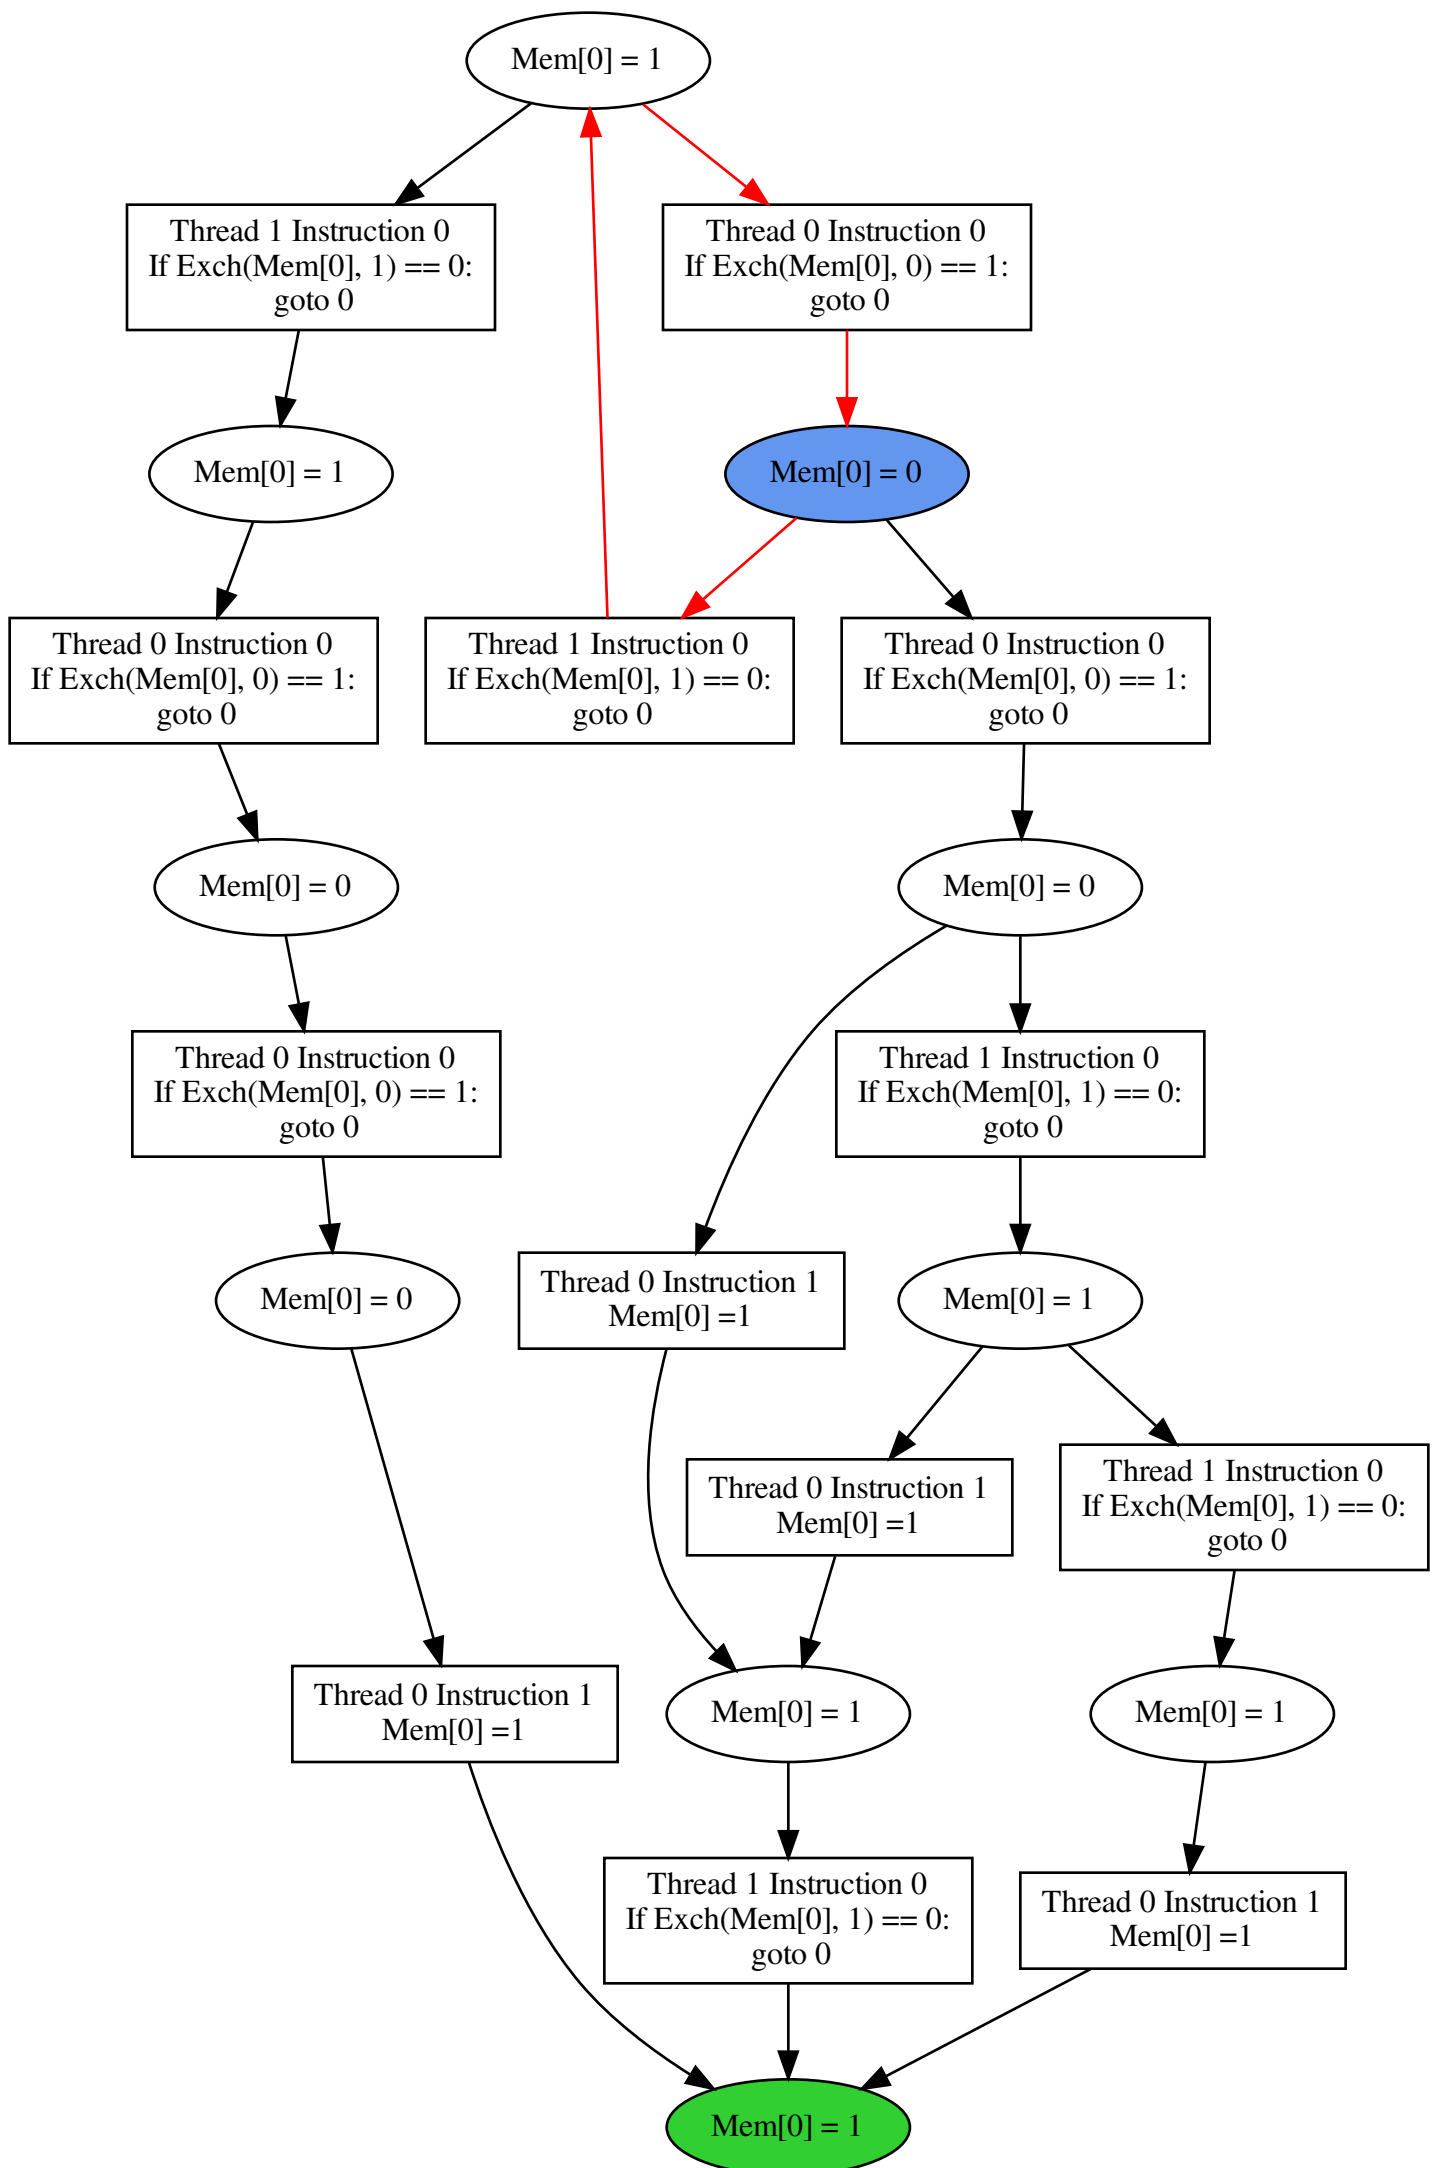 Mem[0] = 1
Thread 1 Instruction 0
If Exch(Mem[0], 1) == 0:
goto 0
Thread 0 Instruction 0
If Exch(Mem[0], 0) == 1:
goto 0
Mem[0] = 1
Mem[0] = 0
Thread 0 Instruction 0
If Exch(Mem[0], 0) == 1:
goto 0
Thread 1 Instruction 0
If Exch(Mem[0], 1) == 0:
goto 0
Thread 0 Instruction 0
If Exch(Mem[0], 0) == 1:
goto 0
Mem[0] = 0
Mem[0] = 0
Thread 0 Instruction 0
If Exch(Mem[0], 0) == 1:
goto 0
Thread 1 Instruction 0
If Exch(Mem[0], 1) == 0:
goto 0
Mem[0] = 0
Thread 0 Instruction 1
Mem[0] =1
Mem[0] = 1
Thread 0 Instruction 1
Mem[0] =1
Thread 1 Instruction 0
If Exch(Mem[0], 1) == 0:
goto 0
Thread 0 Instruction 1
Mem[0] =1
Mem[0] = 1
Mem[0] = 1
Thread 1 Instruction 0
If Exch(Mem[0], 1) == 0:
goto 0
Thread 0 Instruction 1
Mem[0] =1
Mem[0] = 1